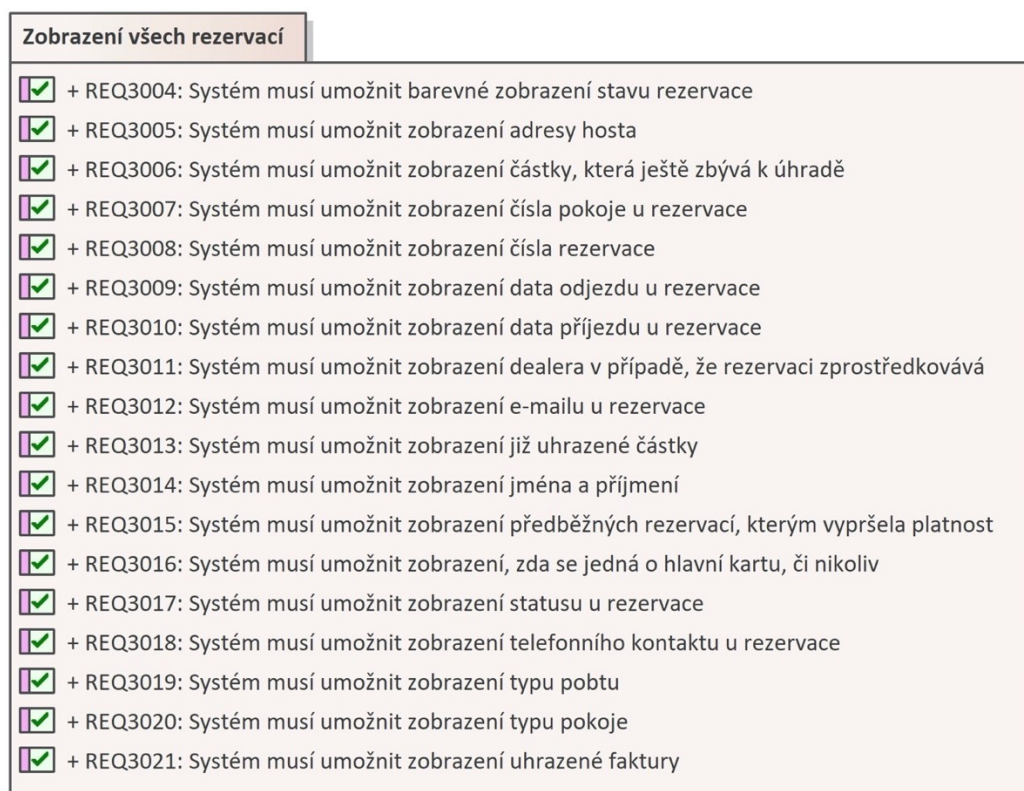 Zobrazení všech rezervací
+ REQ3004: Systém musí umožnit barevné zobrazení stavu rezervace
+ REQ3005: Systém musí umožnit zobrazení adresy hosta
+ REQ3006: Systém musí umožnit zobrazení částky, která ještě zbývá k úhradě
+ REQ3007: Systém musí umožnit zobrazení čísla pokoje u rezervace
+ REQ3008: Systém musí umožnit zobrazení čísla rezervace
+ REQ3009: Systém musí umožnit zobrazení data odjezdu u rezervace
+ REQ3010: Systém musí umožnit zobrazení data příjezdu u rezervace
+ REQ3011: Systém musí umožnit zobrazení dealera v případě, že rezervaci zprostředkovává
+ REQ3012: Systém musí umožnit zobrazení e-mailu u rezervace
+ REQ3013: Systém musí umožnit zobrazení již uhrazené částky
+ REQ3014: Systém musí umožnit zobrazení jména a příjmení
+ REQ3015: Systém musí umožnit zobrazení předběžných rezervací, kterým vypršela platnost
+ REQ3016: Systém musí umožnit zobrazení, zda se jedná o hlavní kartu, či nikoliv
+ REQ3017: Systém musí umožnit zobrazení statusu u rezervace
+ REQ3018: Systém musí umožnit zobrazení telefonního kontaktu u rezervace
+ REQ3019: Systém musí umožnit zobrazení typu pobtu
+ REQ3020: Systém musí umožnit zobrazení typu pokoje
+ REQ3021: Systém musí umožnit zobrazení uhrazené faktury